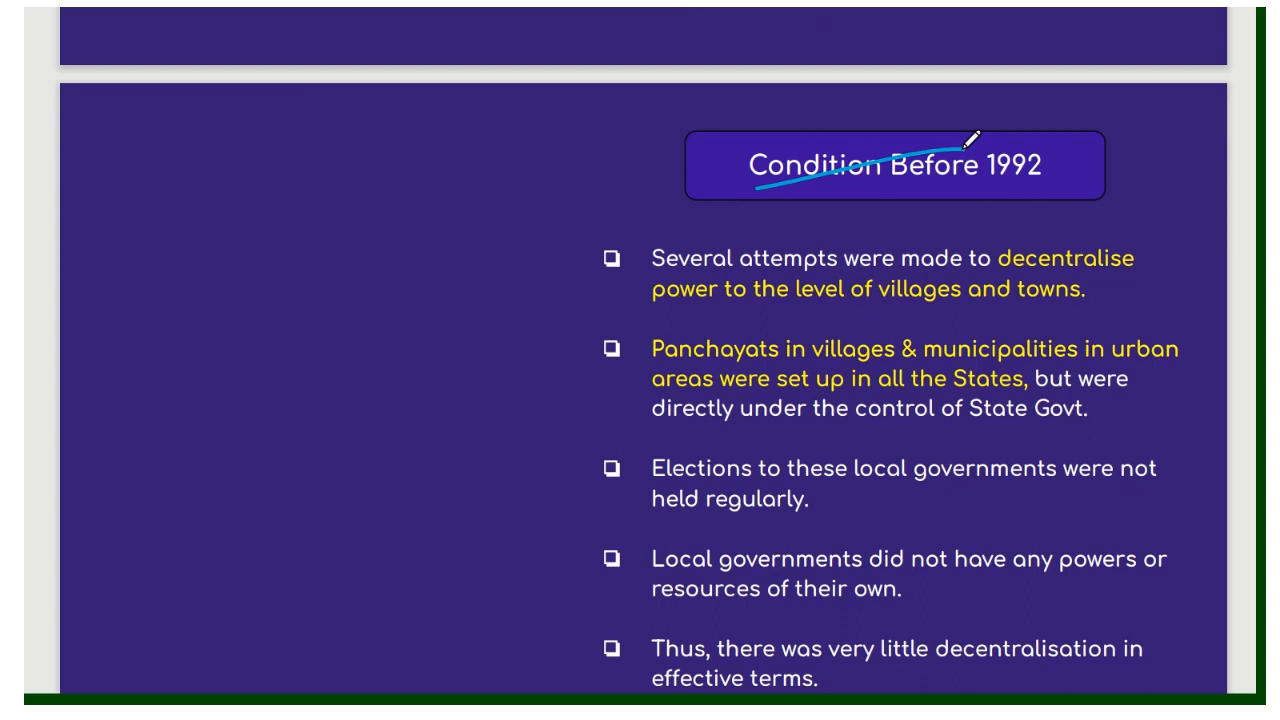 Condition Before 1992
❑ Several attempts were made to decentralise
power to the level of villages and towns.
❑ Panchayats in villages & municipalities in urban
areas were set up in all the States, but were
directly under the control of State Govt.
❑ Elections to these local governments were not
held regularly.
❑ Local governments did not have any powers or
resources of their own.
❑ Thus, there was very little decentralisation in
effective terms.